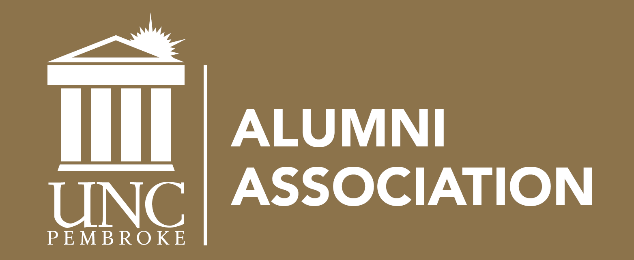 UNC
PEMBROKE
ALUMNI
ASSOCIATION